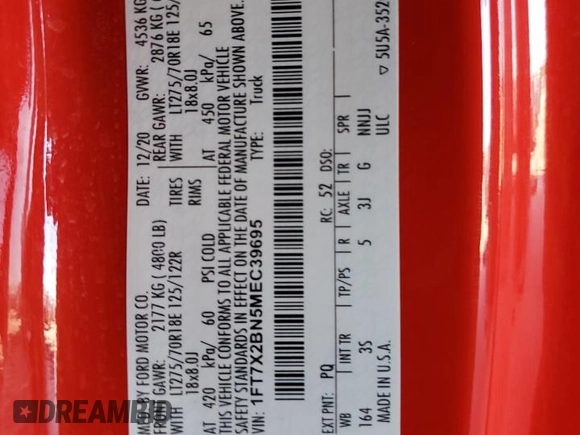 MFD. BY FORD MOTOR CO.
DATE: 12/20 GVWR: 4536 KG
FRONT GAWR: 2177 KG (4800 LB) REAR GAWR: 2876 KG (
WITH LT275/70R18E 125/122R TIRES WITH LT275/70R18E 125/
18x8.0J RIMS 18x8.0J
AT 420 kPa/ 60 PSI COLD AT 450 kPa/ 65
THIS VEHICLE CONFORMS TO ALL APPLICABLE FEDERAL MOTOR VEHICLE
SAFETY STANDARDS IN EFFECT ON THE DATE OF MANUFACTURE SHOWN ABOVE.
VIN: 1FT7X2BN5MEC39695 TYPE: Truck
EXT PNT: PQ RC: 52 DSO:
WB INT TR TP/PS R AXLE TR SPR
164 3S 5 3J G NNJJ
MADE IN U.S.A. ULC
▽ 5U5A-352
BidCars.com